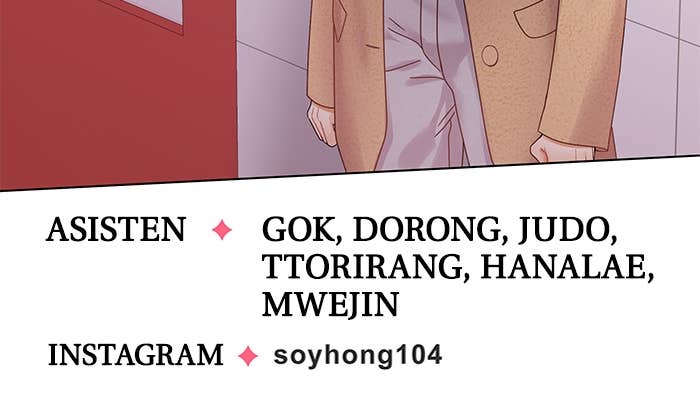 ASISTEN ✦ GOK, DORONG, JUDO,
TTORIRANG, HANALAE,
MWEJIN
INSTAGRAM ✦ soyhong104